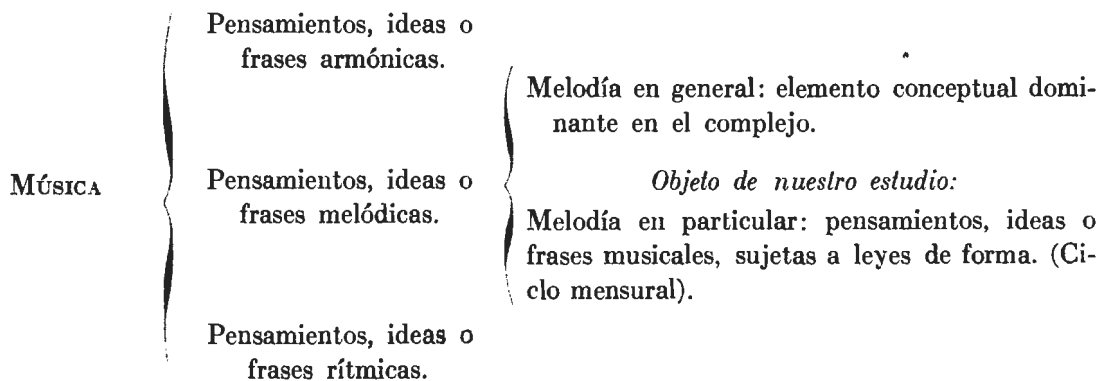 MÚSICA
Pensamientos, ideas o
frases armónicas.
Pensamientos, ideas o
frases melódicas.
Melodía en general: elemento conceptual domi-
nante en el complejo.
Objeto de nuestro estudio:
Melodía en particular: pensamientos, ideas o
frases musicales, sujetas a leyes de forma. (Ci-
clo mensural).
Pensamientos, ideas o
frases rítmicas.